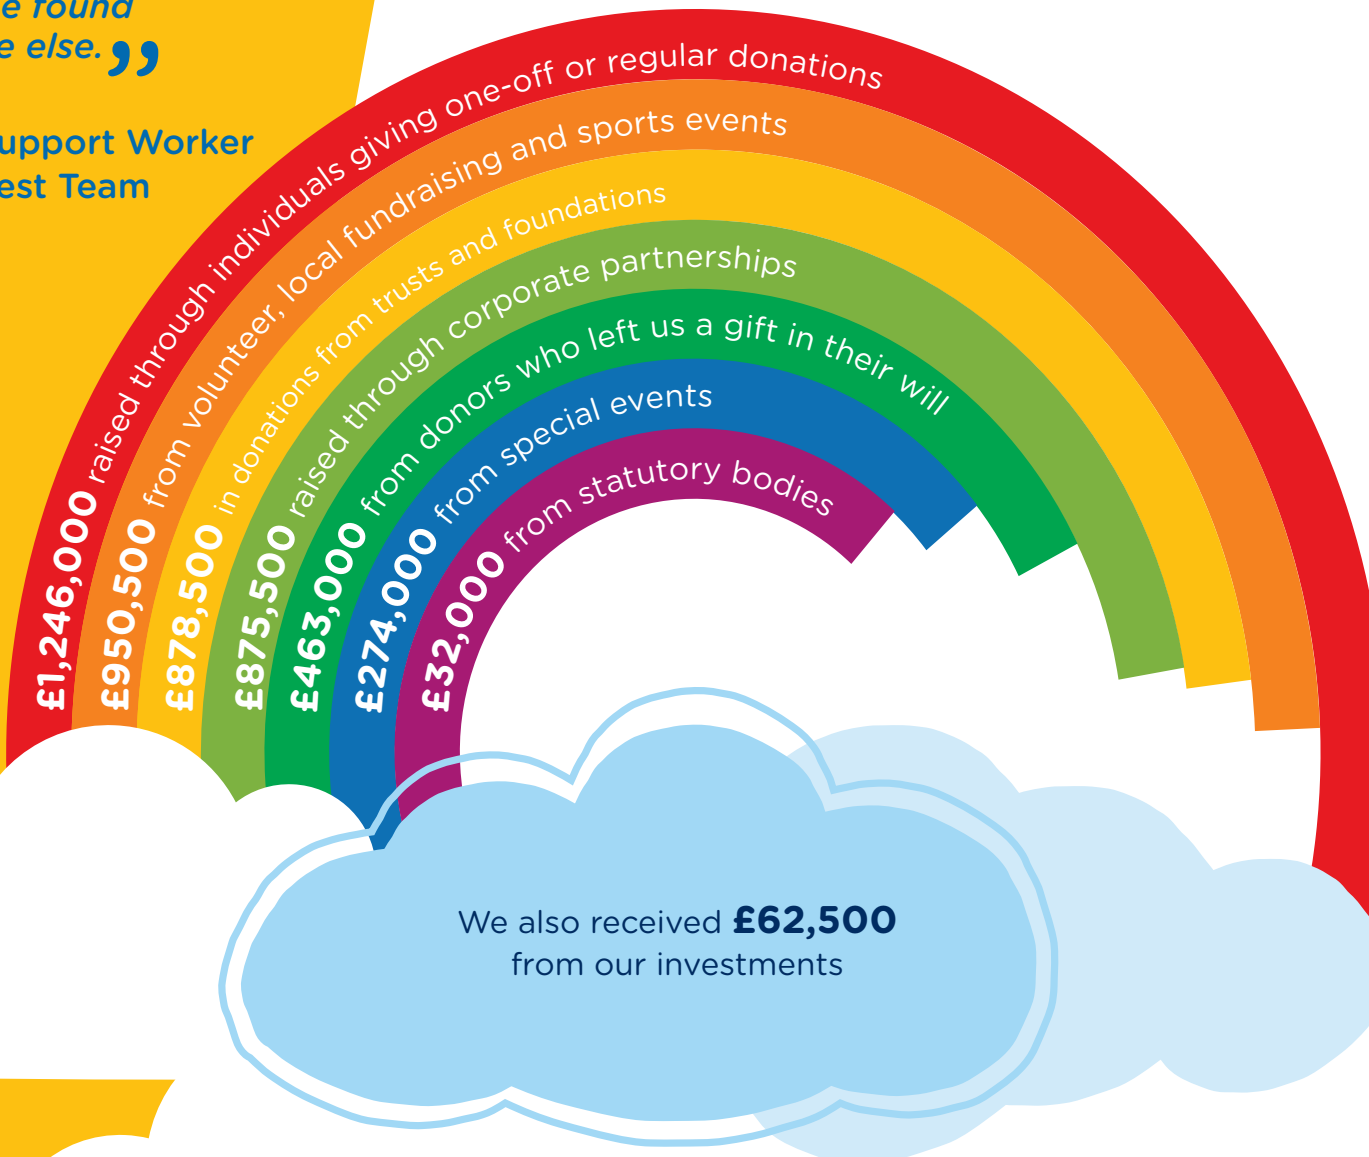 found
else.”
Support Worker
Team
£1,246,000 raised through individuals giving one-off or regular donations
£950,500 from volunteer, local fundraising and sports events
£878,500 in donations from trusts and foundations
£875,500 raised through corporate partnerships
£463,000 from donors who left us a gift in their will
£274,000 from special events
£32,000 from statutory bodies
We also received £62,500
from our investments